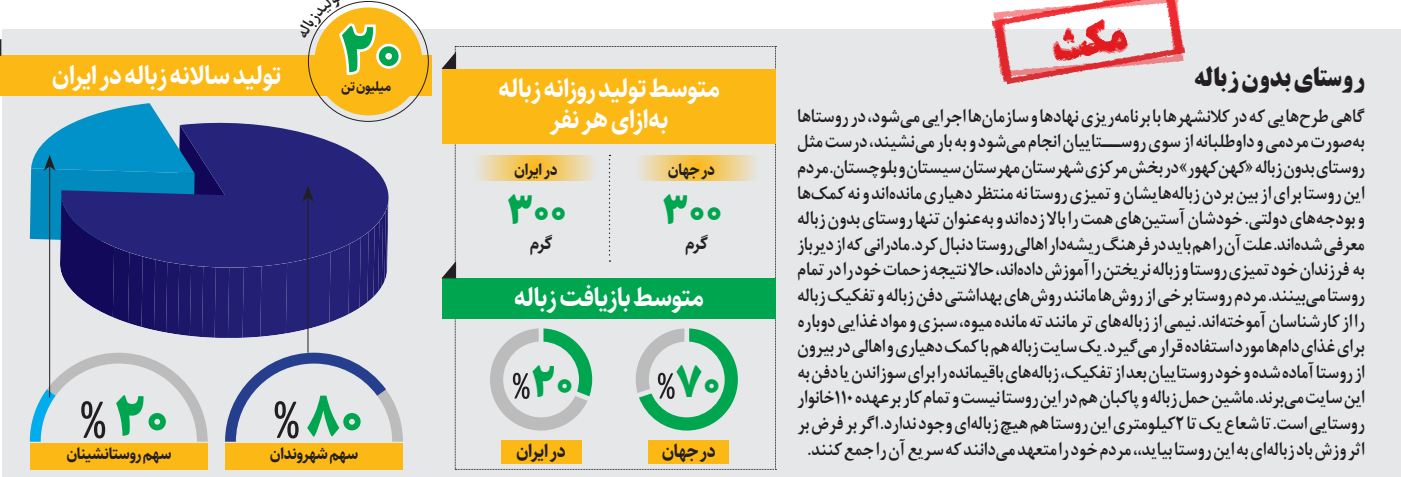 مکث
روستای بدون زباله
گاهی طرح‌هایی که در کلانشهرها با برنامه‌ریزی نهادها و سازمان‌ها اجرایی می‌شود، در روستاها
به‌صورت مردمی و داوطلبانه از سوی روستاییان انجام می‌شود و به بار می‌نشیند، درست مثل
روستای بدون زباله «کهن کهور» در بخش مرکزی شهرستان مهرستان سیستان و بلوچستان. مردم
این روستا برای از بین بردن زباله‌هایشان و تمیزی روستا نه منتظر دهیاری مانده‌اند و نه کمک‌ها
و بودجه‌های دولتی. خودشان آستین‌های همت را بالا زده‌اند و به‌عنوان تنها روستای بدون زباله
معرفی شده‌اند. علت آن را هم باید در فرهنگ ریشه‌دار اهالی روستا دنبال کرد. مادرانی که از دیرباز
به فرزندان خود تمیزی روستا و زباله نریختن را آموزش داده‌اند، حالا نتیجه زحمات خود را در تمام
روستا می‌بینند. مردم روستا برخی از روش‌ها مانند روش‌های بهداشتی دفن زباله و تفکیک زباله
را از کارشناسان آموخته‌اند. نیمی از زباله‌های تر مانند ته مانده میوه، سبزی و مواد غذایی دوباره
برای غذای دام‌ها مورد استفاده قرار می‌گیرد. یک سایت زباله هم با کمک دهیاری و اهالی در بیرون
از روستا آماده شده و خود روستاییان بعد از تفکیک، زباله‌های باقیمانده را برای سوزاندن یا دفن به
این سایت می‌برند. ماشین حمل زباله و پاکبان هم در این روستا نیست و تمام کار بر عهده ۱۱۰ خانوار
روستایی است. تا شعاع یک تا ۲کیلومتری این روستا هم هیچ زباله‌ای وجود ندارد. اگر بر فرض بر
اثر وزش باد زباله‌ای به این روستا بیاید،، مردم خود را متعهد می‌دانند که سریع آن را جمع کنند.
متوسط تولید روزانه زباله
به‌ازای هر نفر
در جهان
۳۰۰
گرم
در ایران
۳۰۰
گرم
متوسط بازیافت زباله
%۷۰
در جهان
%۲۰
در ایران
تولید زباله
۲۰
میلیون تن
تولید سالانه زباله در ایران
% ۸۰
سهم شهروندان
% ۲۰
سهم روستانشینان